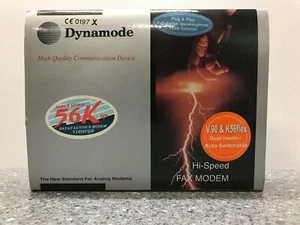 CE 0197 X
Dynamode
Plug & Play
High Quality Communication Device
56K
V.90 & K56flex
Dual mode-
Auto Switchable
Hi-Speed
FAX MODEM
The New Standard For Analog Modems